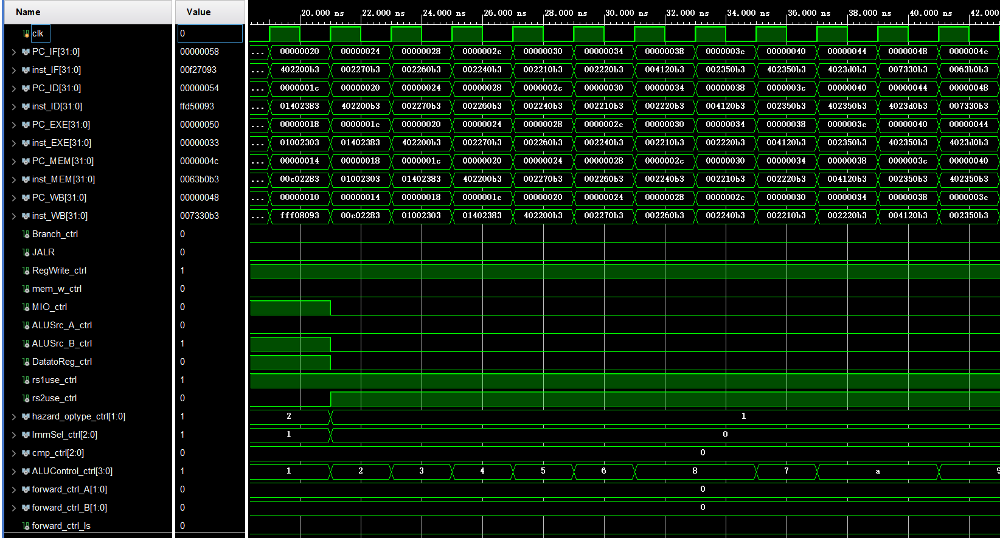 Name Value 20.000 ns 22.000 ns 24.000 ns 26.000 ns 28.000 ns 30.000 ns 32.000 ns 34.000 ns 36.000 ns 38.000 ns 40.000 ns 42.000
clk 0
PC_IF[31:0] 00000058 ... 00000020 00000024 00000028 0000002c 00000030 00000034 00000038 0000003c 00000040 00000044 00000048 0000004c
inst_IF[31:0] 00f27093 ... 402200b3 002270b3 002260b3 002240b3 002210b3 002220b3 004120b3 002350b3 402350b3 4023d0b3 007330b3 0063b0b3
PC_ID[31:0] 00000054 ... 0000001c 00000020 00000024 00000028 0000002c 00000030 00000034 00000038 0000003c 00000040 00000044 00000048
inst_ID[31:0] ffd50093 ... 01402383 402200b3 002270b3 002260b3 002240b3 002210b3 002220b3 004120b3 002350b3 402350b3 4023d0b3 007330b3
PC_EXE[31:0] 00000050 ... 00000018 0000001c 00000020 00000024 00000028 0000002c 00000030 00000034 00000038 0000003c 00000040 00000044
inst_EXE[31:0] 00000033 ... 01002303 01402383 402200b3 002270b3 002260b3 002240b3 002210b3 002220b3 004120b3 002350b3 402350b3 4023d0b3
PC_MEM[31:0] 0000004c ... 00000014 00000018 0000001c 00000020 00000024 00000028 0000002c 00000030 00000034 00000038 0000003c 00000040
inst_MEM[31:0] 0063b0b3 ... 00c02283 01002303 01402383 402200b3 002270b3 002260b3 002240b3 002210b3 002220b3 004120b3 002350b3 402350b3
PC_WB[31:0] 00000048 ... 00000010 00000014 00000018 0000001c 00000020 00000024 00000028 0000002c 00000030 00000034 00000038 0000003c
inst_WB[31:0] 007330b3 ... fff08093 00c02283 01002303 01402383 402200b3 002270b3 002260b3 002240b3 002210b3 002220b3 004120b3 002350b3
Branch_ctrl 0
JALR 0
RegWrite_ctrl 1
mem_w_ctrl 0
MIO_ctrl 0
ALUSrc_A_ctrl 0
ALUSrc_B_ctrl 1
DatatoReg_ctrl 0
rs1use_ctrl 1
rs2use_ctrl 0
hazard_optype_ctrl[1:0] 1 2 1
ImmSel_ctrl[2:0] 1 1 0
cmp_ctrl[2:0] 0 0
ALUControl_ctrl[3:0] 1 1 2 3 4 5 6 8 7 a 9
forward_ctrl_A[1:0] 0 0
forward_ctrl_B[1:0] 0 0
forward_ctrl_ls 0